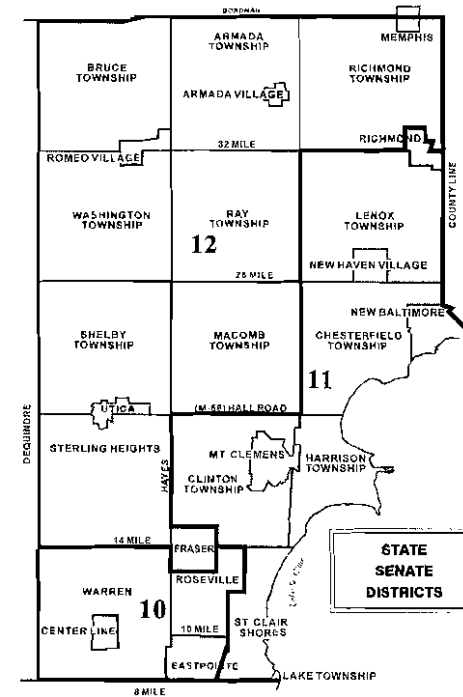 BORDMAN
ARMADA
TOWNSHIP
MEMPHIS
BRUCE
TOWNSHIP
RICHMOND
TOWNSHIP
ARMADA VILLAGE
RICHMOND
32 MILE
ROMEO VILLAGE
COUNTY LINE
WASHINGTON
TOWNSHIP
RAY
TOWNSHIP
LENOX
TOWNSHIP
12
NEW HAVEN VILLAGE
26 MILE
NEW BALTIMORE
SHELBY
TOWNSHIP
MACOMB
TOWNSHIP
CHESTERFIELD
TOWNSHIP
11
UTICA
(M-59) HALL ROAD
DEQUINDRE
STERLING HEIGHTS
HAYES
MT CLEMENS
HARRISON
TOWNSHIP
CLINTON
TOWNSHIP
14 MILE
FRASER
STATE
SENATE
DISTRICTS
ROSEVILLE
Lake St. Clair
WARREN
10
ST CLAIR
SHORES
CENTER LINE
10 MILE
EASTPOINTE
LAKE TOWNSHIP
8 MILE